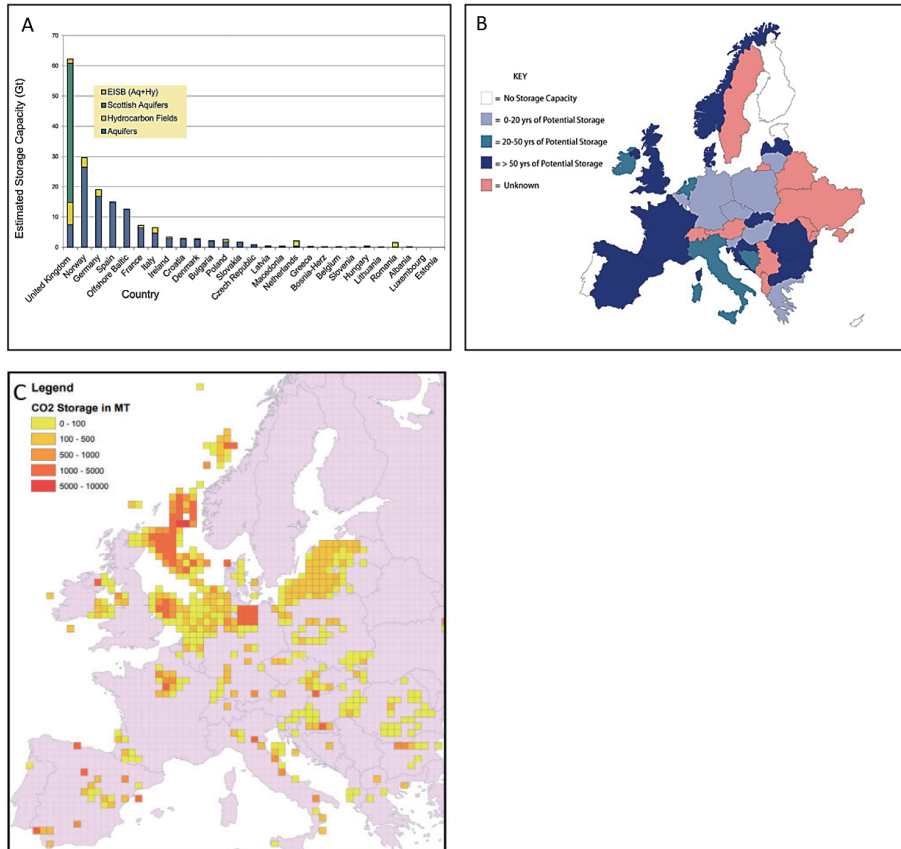 A
Estimated Storage Capacity (Gt)
70
60
50
40
30
20
10
0
EISB (Aq+Hy)
Scottish Aquifers
Hydrocarbon Fields
Aquifers
United Kingdom
Norway
Germany
Spain
Offshore Baltic
France
Italy
Ireland
Croatia
Denmark
Bulgaria
Poland
Slovakia
Czech Republic
Latvia
Macedonia
Netherlands
Greece
Bosnia-Herz
Belgium
Slovenia
Hungary
Lithuania
Romania
Albania
Luxembourg
Estonia
Country
B
KEY
= No Storage Capacity
= 0-20 yrs of Potential Storage
= 20-50 yrs of Potential Storage
= > 50 yrs of Potential Storage
= Unknown
C Legend
CO2 Storage in MT
0 - 100
100 - 500
500 - 1000
1000 - 5000
5000 - 10000